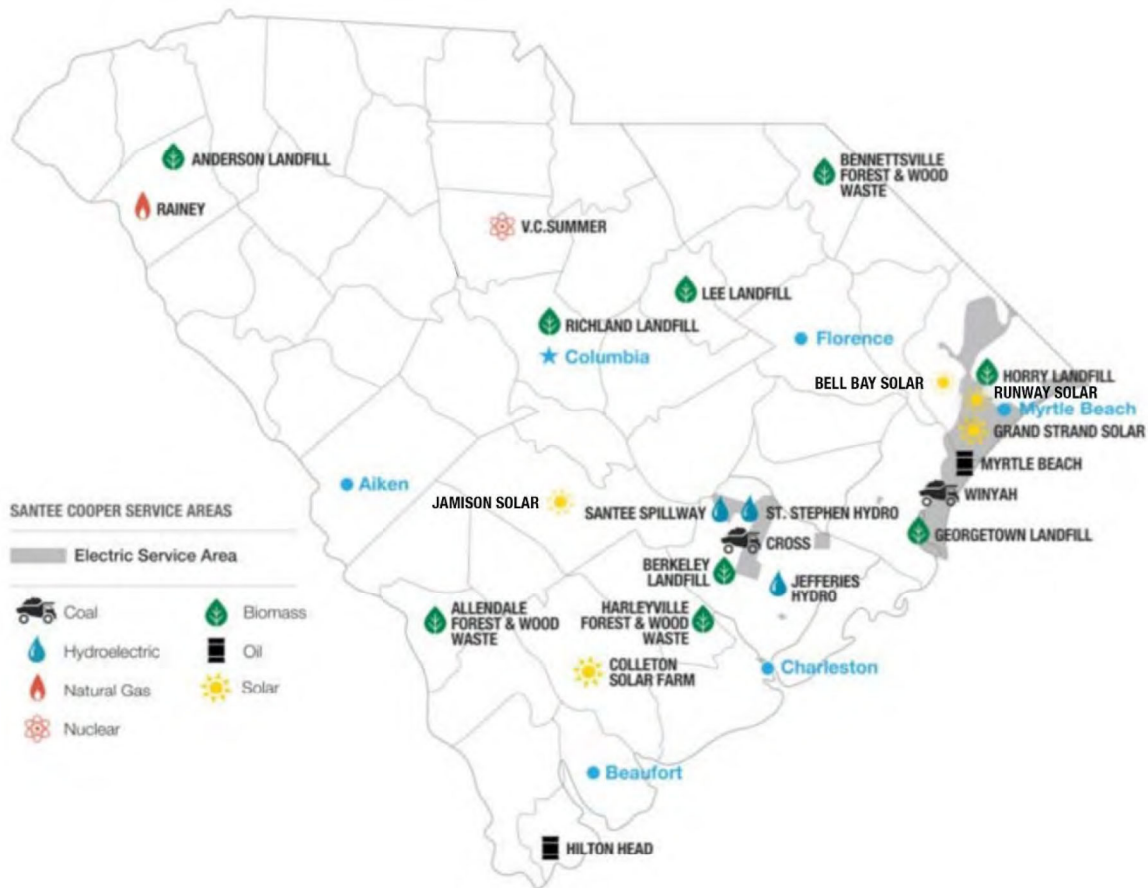 ANDERSON LANDFILL
RAINEY
V.C.SUMMER
BENNETTSVILLE
FOREST & WOOD
WASTE
LEE LANDFILL
RICHLAND LANDFILL
Columbia
Florence
BELL BAY SOLAR
HORRY LANDFILL
RUNWAY SOLAR
Myrtle Beach
GRAND STRAND SOLAR
MYRTLE BEACH
WINYAH
GEORGETOWN LANDFILL
Aiken
JAMISON SOLAR
SANTEE SPILLWAY
ST. STEPHEN HYDRO
CROSS
BERKELEY
LANDFILL
JEFFERIES
HYDRO
ALLENDALE
FOREST & WOOD
WASTE
HARLEYVILLE
FOREST & WOOD
WASTE
COLLETON
SOLAR FARM
Charleston
Beaufort
HILTON HEAD
SANTEE COOPER SERVICE AREAS
Electric Service Area
Coal
Biomass
Hydroelectric
Oil
Natural Gas
Solar
Nuclear